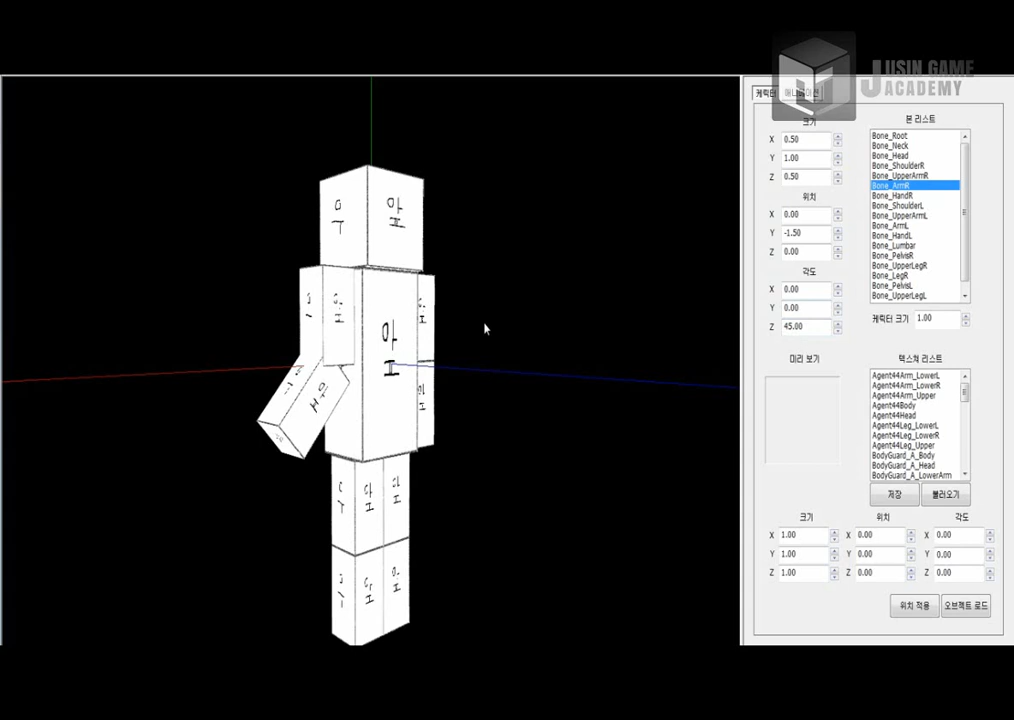 JUSIN GAME
ACADEMY
캐릭터
애니메이션
크기
X 0.50
Y 1.00
Z 0.50
위치
X 0.00
Y -1.50
Z 0.00
각도
X 0.00
Y 0.00
Z 45.00
본 리스트
Bone_Root
Bone_Neck
Bone_Head
Bone_ShoulderR
Bone_UpperArmR
Bone_ArmR
Bone_HandR
Bone_ShoulderL
Bone_UpperArmL
Bone_ArmL
Bone_HandL
Bone_Lumbar
Bone_PelvisR
Bone_UpperLegR
Bone_LegR
Bone_PelvisL
Bone_UpperLegL
캐릭터 크기 1.00
미리 보기
텍스쳐 리스트
Agent44Arm_LowerL
Agent44Arm_LowerR
Agent44Arm_Upper
Agent44Body
Agent44Head
Agent44Leg_LowerL
Agent44Leg_LowerR
Agent44Leg_Upper
BodyGuard_A_Body
BodyGuard_A_Head
BodyGuard_A_LowerArm
저장
불러오기
크기 위치 각도
X 1.00 X 0.00 X 0.00
Y 1.00 Y 0.00 Y 0.00
Z 1.00 Z 0.00 Z 0.00
위치 적용
오브젝트 로드
우
앞
앞